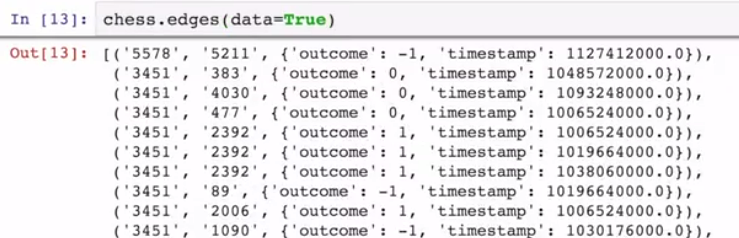 In [13]: chess.edges(data=True)
Out[13]: [('5578', '5211', {'outcome': -1, 'timestamp': 1127412000.0}),
('3451', '383', {'outcome': 0, 'timestamp': 1048572000.0}),
('3451', '4030', {'outcome': 0, 'timestamp': 1093248000.0}),
('3451', '477', {'outcome': 0, 'timestamp': 1006524000.0}),
('3451', '2392', {'outcome': 1, 'timestamp': 1006524000.0}),
('3451', '2392', {'outcome': 1, 'timestamp': 1019664000.0}),
('3451', '2392', {'outcome': 1, 'timestamp': 1038060000.0}),
('3451', '89', {'outcome': -1, 'timestamp': 1019664000.0}),
('3451', '2006', {'outcome': 1, 'timestamp': 1006524000.0}),
('3451', '1090', {'outcome': -1, 'timestamp': 1030176000.0}),